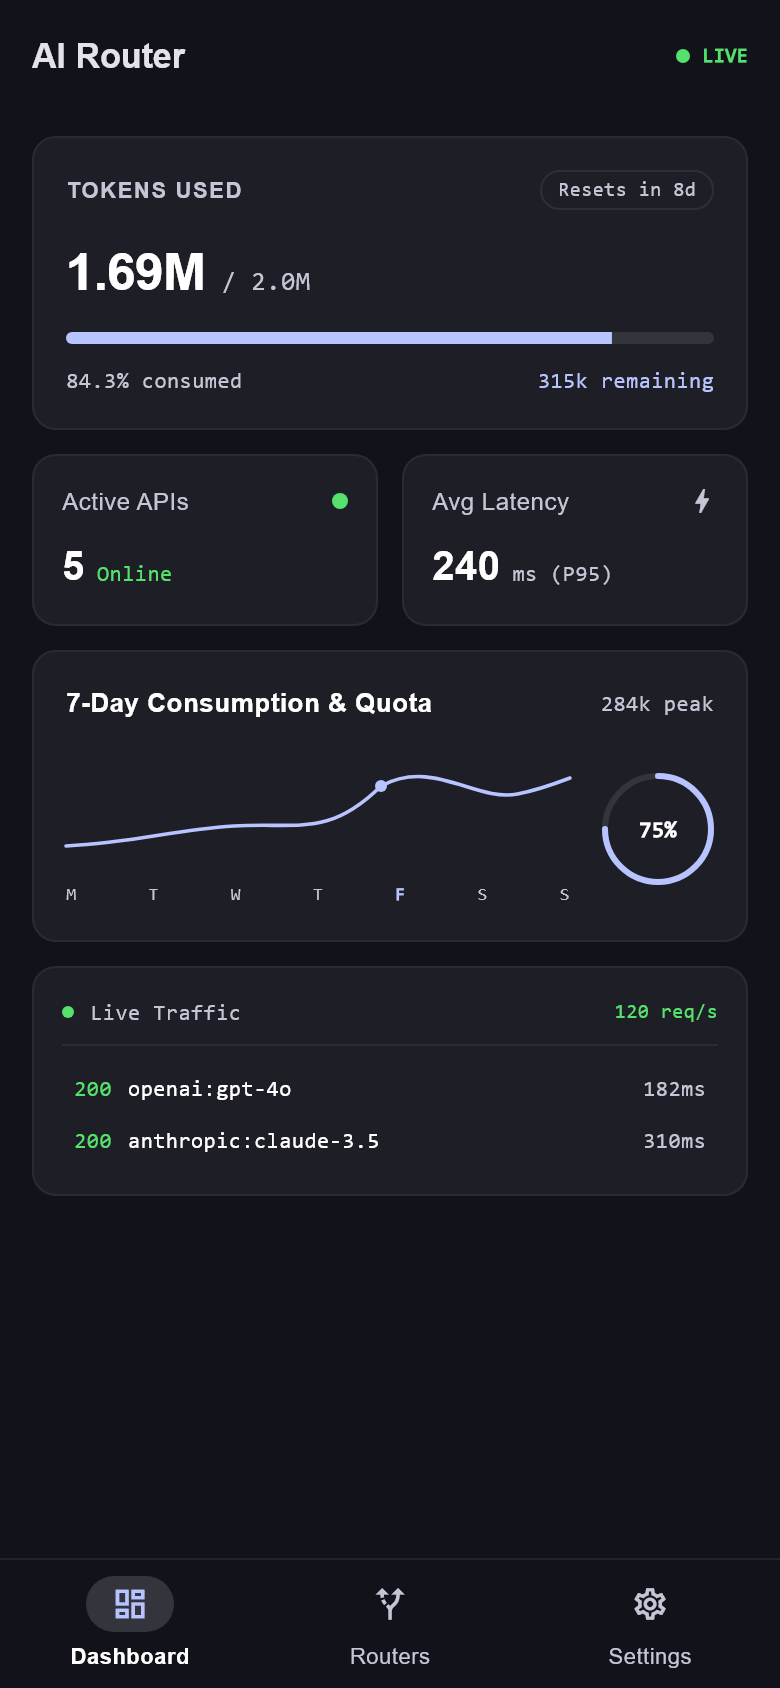 AI Router
LIVE
TOKENS USED
Resets in 8d
1.69M / 2.0M
84.3% consumed
315k remaining
Active APIs
5 Online
Avg Latency
240 ms (P95)
7-Day Consumption & Quota
284k peak
75%
M T W T F S S
Live Traffic
120 req/s
200 openai:gpt-4o 182ms
200 anthropic:claude-3.5 310ms
Dashboard
Routers
Settings